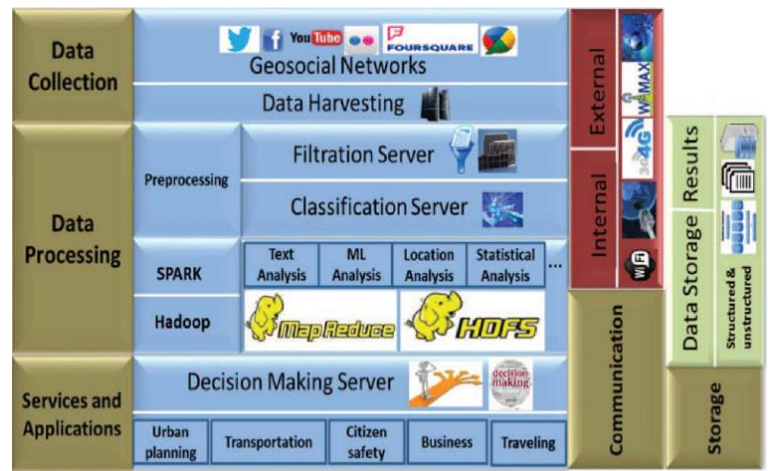 Data
Collection
You Tube
FOURSQUARE
Geosocial Networks
Data Harvesting
Data
Processing
Preprocessing
Filtration Server
Classification Server
SPARK
Text
Analysis
ML
Analysis
Location
Analysis
Statistical
Analysis
...
Hadoop
MapReduce
HDFS
Services and
Applications
Decision Making Server
decision
making
Urban
planning
Transportation
Citizen
safety
Business
Traveling
External
Internal
WiMAX
3G 4G
WiFi
Communication
Results
Data Storage
Structured &
unstructured
Storage